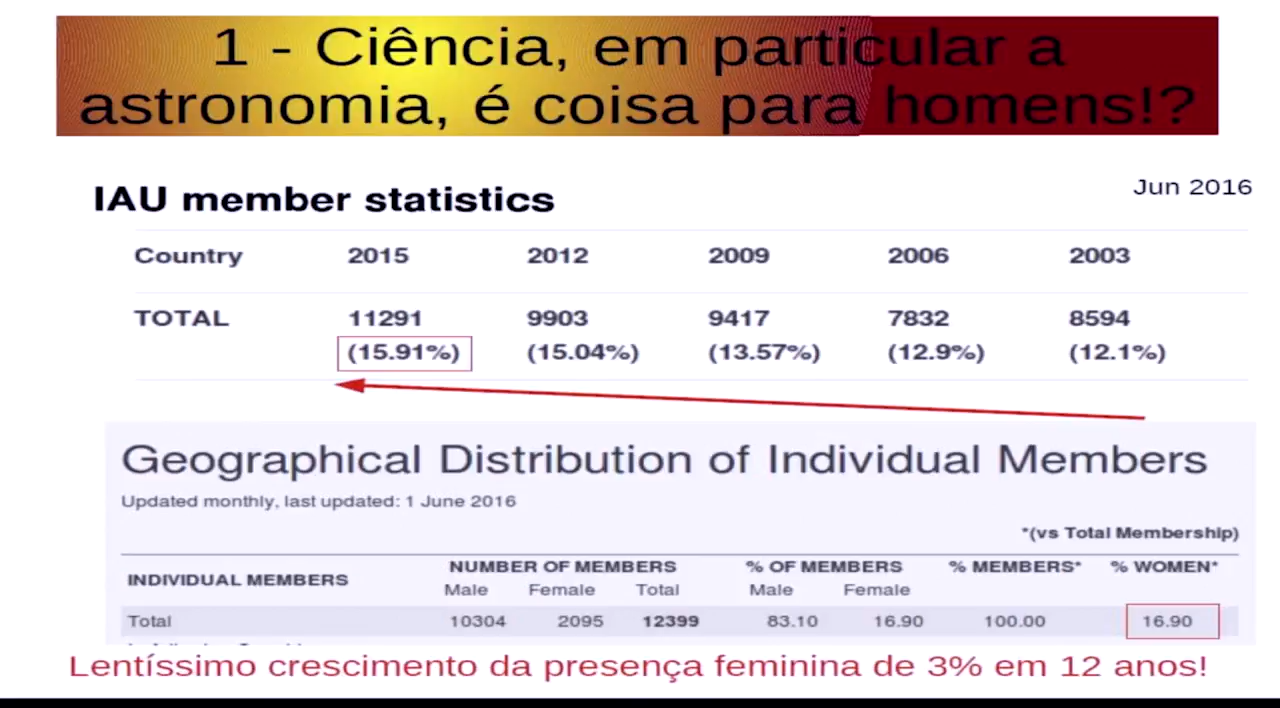 1 - Ciência, em particular a
astronomia, é coisa para homens!?
Jun 2016
IAU member statistics
Country 2015 2012 2009 2006 2003
TOTAL 11291 9903 9417 7832 8594
(15.91%) (15.04%) (13.57%) (12.9%) (12.1%)
Geographical Distribution of Individual Members
Updated monthly, last updated: 1 June 2016
*(vs Total Membership)
INDIVIDUAL MEMBERS NUMBER OF MEMBERS % OF MEMBERS % MEMBERS* % WOMEN*
Male Female Total Male Female
Total 10304 2095 12399 83.10 16.90 100.00 16.90
Lentíssimo crescimento da presença feminina de 3% em 12 anos!